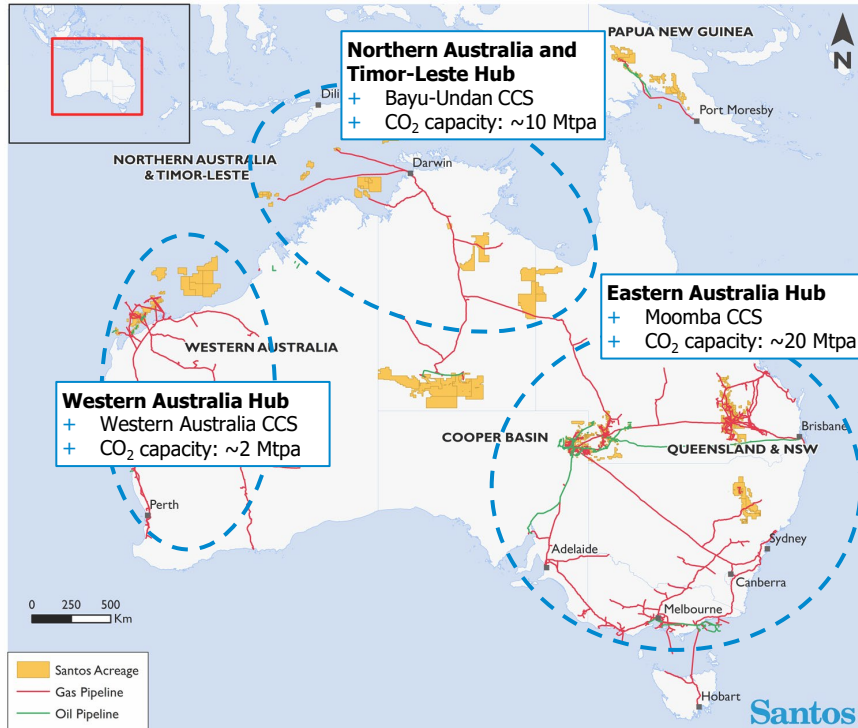 Northern Australia and
Timor-Leste Hub
+ Bayu-Undan CCS
+ CO₂ capacity: ~10 Mtpa
PAPUA NEW GUINEA
N
Dili
Port Moresby
NORTHERN AUSTRALIA
& TIMOR-LESTE
Darwin
Eastern Australia Hub
+ Moomba CCS
+ CO₂ capacity: ~20 Mtpa
WESTERN AUSTRALIA
Western Australia Hub
+ Western Australia CCS
+ CO₂ capacity: ~2 Mtpa
COOPER BASIN
Brisbane
QUEENSLAND & NSW
Perth
Adelaide
Sydney
Canberra
Melbourne
0 250 500
Km
Santos Acreage
Gas Pipeline
Oil Pipeline
Hobart
Santos